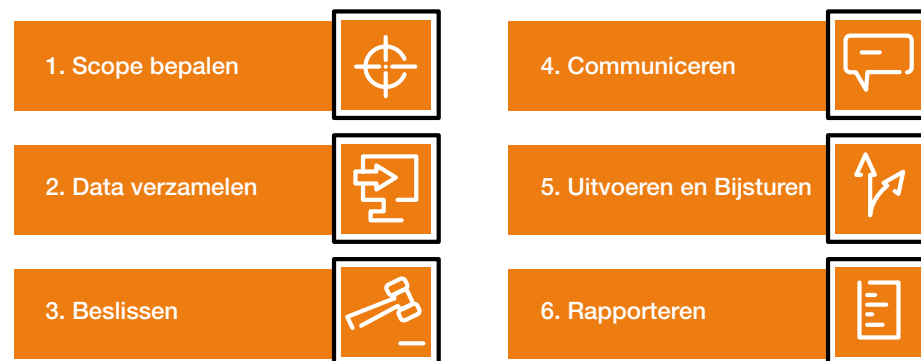 1. Scope bepalen
2. Data verzamelen
3. Beslissen
4. Communiceren
5. Uitvoeren en Bijsturen
6. Rapporteren